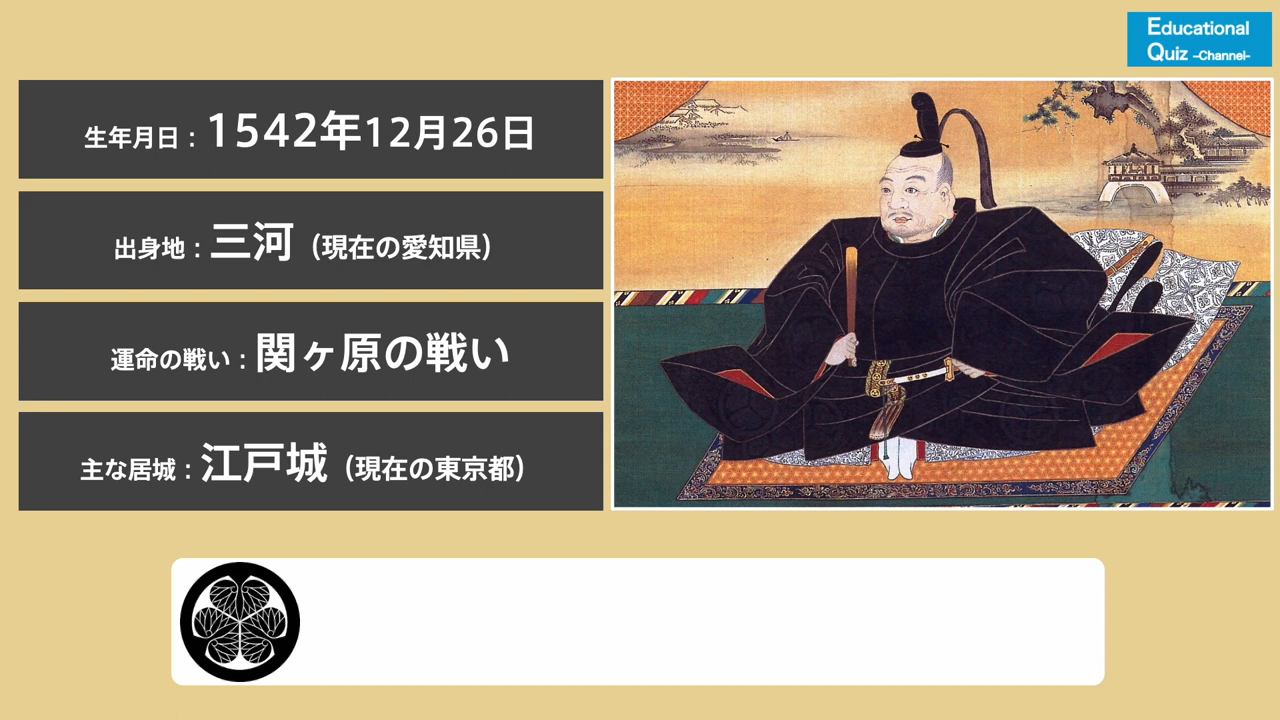 Educational
Quiz -Channel-
生年月日：1542年12月26日
出身地：三河（現在の愛知県）
運命の戦い：関ヶ原の戦い
主な居城：江戸城（現在の東京都）